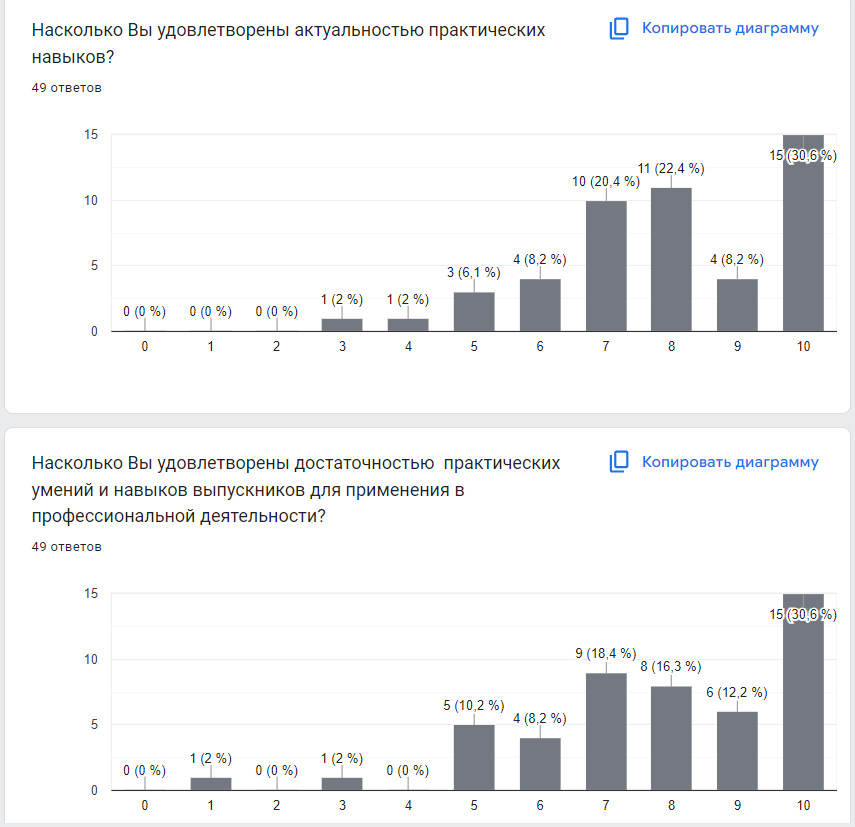 Насколько Вы удовлетворены актуальностью практических
навыков?
Копировать диаграмму
49 ответов
15
10
5
0
0 (0 %)
0 (0 %)
0 (0 %)
1 (2 %)
1 (2 %)
3 (6,1 %)
4 (8,2 %)
10 (20,4 %)
11 (22,4 %)
4 (8,2 %)
15 (30,6 %)
0 1 2 3 4 5 6 7 8 9 10
Насколько Вы удовлетворены достаточностью  практических
умений и навыков выпускников для применения в
профессиональной деятельности?
Копировать диаграмму
49 ответов
15
10
5
0
0 (0 %)
1 (2 %)
0 (0 %)
1 (2 %)
0 (0 %)
5 (10,2 %)
4 (8,2 %)
9 (18,4 %)
8 (16,3 %)
6 (12,2 %)
15 (30,6 %)
0 1 2 3 4 5 6 7 8 9 10